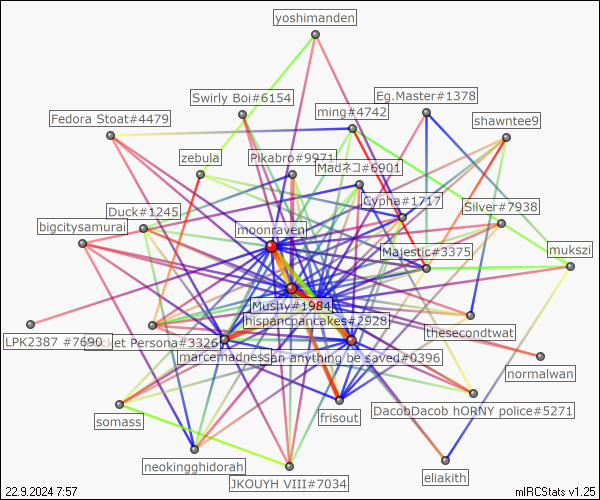 yoshimanden
Eg.Master#1378
Swirly Boi#6154
ming#4742
Fedora Stoat#4479
shawntee9
zebula
Pikabro#9971
Madネコ#6901
Cypha#1717
Silver#7938
Duck#1245
bigcitysamurai
moonraven
Majestic#3375
mukszi
Mushy#1984
hispancpancakes#2928
thesecondtwat
LPK2387 #7690
cket Persona#3326
marcemadness
an anything be saved#0396
normalwan
DacobDacob hORNY police#5271
somass
frisout
neokingghidorah
JKOUYH VIII#7034
eliakith
22.9.2024 7:57
mIRCStats v1.25